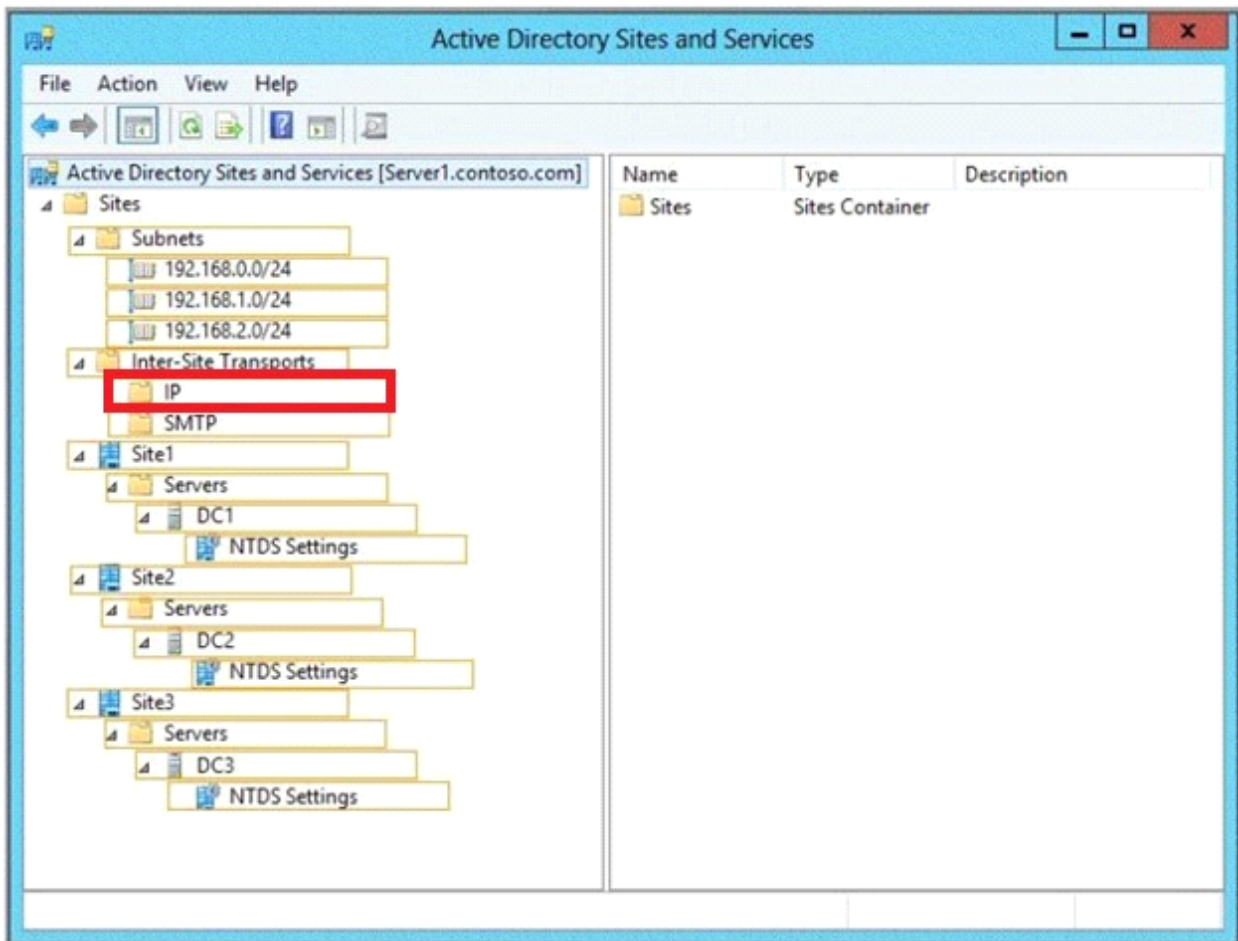 Active Directory Sites and Services
File Action View Help
Active Directory Sites and Services [Server1.contoso.com]
Sites
Subnets
192.168.0.0/24
192.168.1.0/24
192.168.2.0/24
Inter-Site Transports
IP
SMTP
Site1
Servers
DC1
NTDS Settings
Site2
Servers
DC2
NTDS Settings
Site3
Servers
DC3
NTDS Settings
Name Type Description
Sites Sites Container